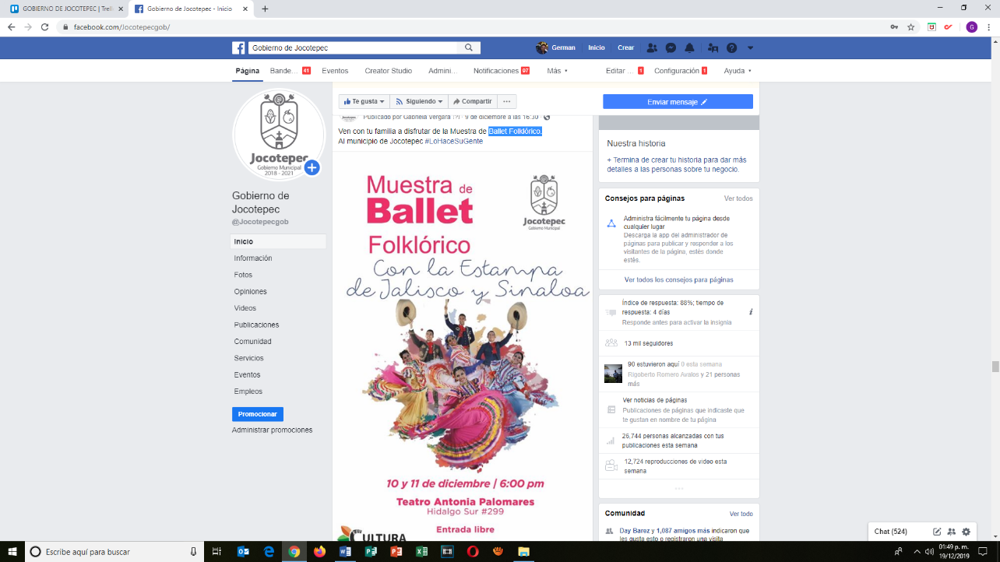 GOBIERNO DE JOCOTEPEC | Trell
Gobierno de Jocotepec - Inicio
facebook.com/Jocotepecgob/
G
Gobierno de Jocotepec
German
Inicio
Crear
Página
Bande... 41
Eventos
Creator Studio
Admini...
Notificaciones 97
Más
Editar ... 1
Configuración 1
Ayuda
Jocotepec
Gobierno Municipal
2018 - 2021
Gobierno de
Jocotepec
@Jocotepecgob
Inicio
Información
Fotos
Opiniones
Videos
Publicaciones
Comunidad
Servicios
Eventos
Empleos
Promocionar
Administrar promociones
Te gusta
Siguiendo
Compartir
Enviar mensaje
Publicado por Gabriela Vergara [?] · 9 de diciembre a las 16:30 ·
Ven con tu familia a disfrutar de la Muestra de Ballet Folklórico.
Al municipio de Jocotepec #LoHaceSuGente
Muestra de
Ballet
Folklórico
Jocotepec
Gobierno Municipal
Con la Estampa
de Jalisco y Sinaloa
10 y 11 de diciembre / 6:00 pm
Teatro Antonia Palomares
Hidalgo Sur #299
Entrada libre
CULTURA
Nuestra historia
+ Termina de crear tu historia para dar más
detalles a las personas sobre tu negocio.
Consejos para páginas
Ver todos
Administra fácilmente tu página desde
cualquier lugar
Descarga la app del administrador de
páginas para publicar y responder a los
visitantes de la página, estés donde
estés.
Ver todos los consejos para páginas
Índice de respuesta: 88%; tiempo de
respuesta: 4 días
Responde antes para activar la insignia
13 mil seguidores
90 estuvieron aquí 0 esta semana
Rigoberto Romero Avalos y 21 personas
más
Ver noticias de páginas
Publicaciones de páginas que indicaste que
te gustan en nombre de tu página
26,744 personas alcanzadas con tus
publicaciones esta semana
12,724 reproducciones de video esta
semana
Comunidad
Ver todo
Day Barez y 1,087 amigos más indicaron que
les gusta esto o registraron una visita
Chat (524)
Escribe aquí para buscar
01:49 p. m.
19/12/2019